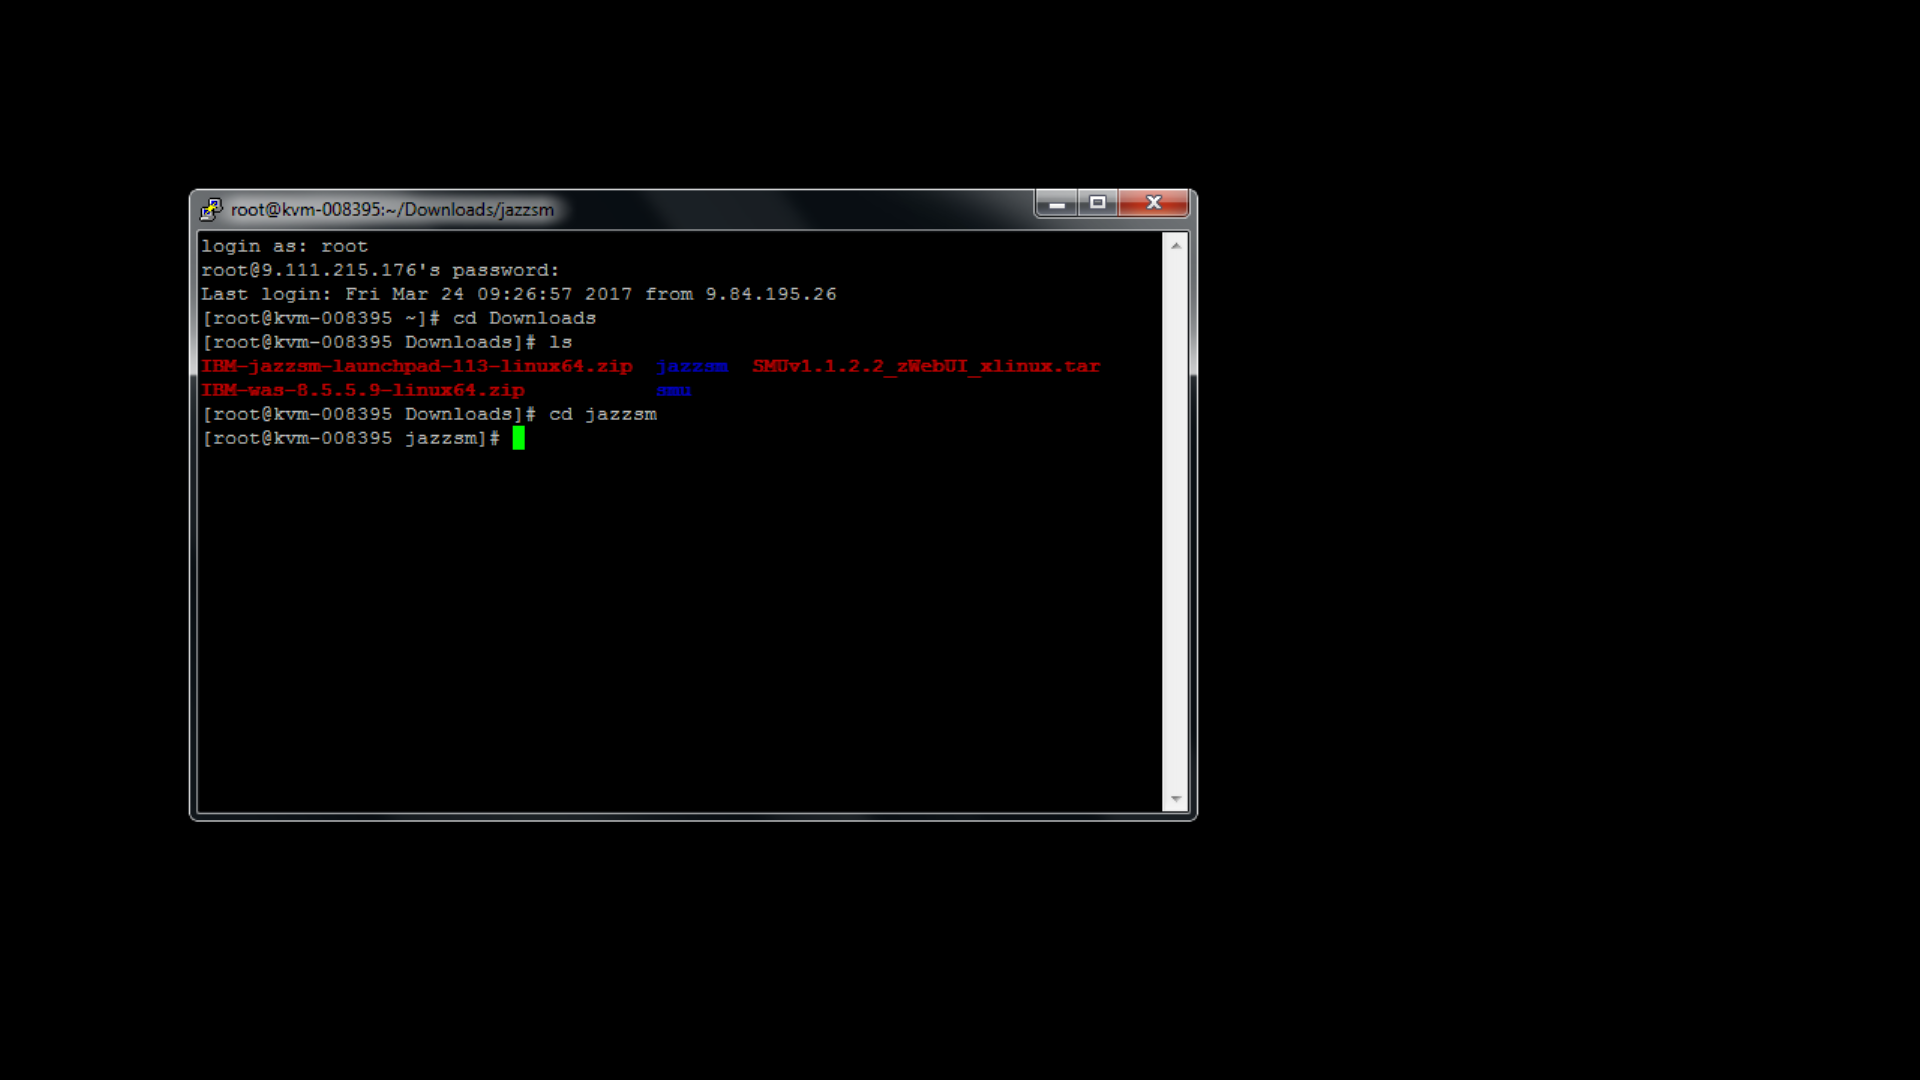 root@kvm-008395:~/Downloads/jazzsm
login as: root
root@9.111.215.176's password:
Last login: Fri Mar 24 09:26:57 2017 from 9.84.195.26
[root@kvm-008395 ~]# cd Downloads
[root@kvm-008395 Downloads]# ls
IBM-jazzsm-launchpad-113-linux64.zip  jazzsm  SMUv1.1.2.2_zWebUI_xlinux.tar
IBM-was-8.5.5.9-linux64.zip           smu
[root@kvm-008395 Downloads]# cd jazzsm
[root@kvm-008395 jazzsm]#